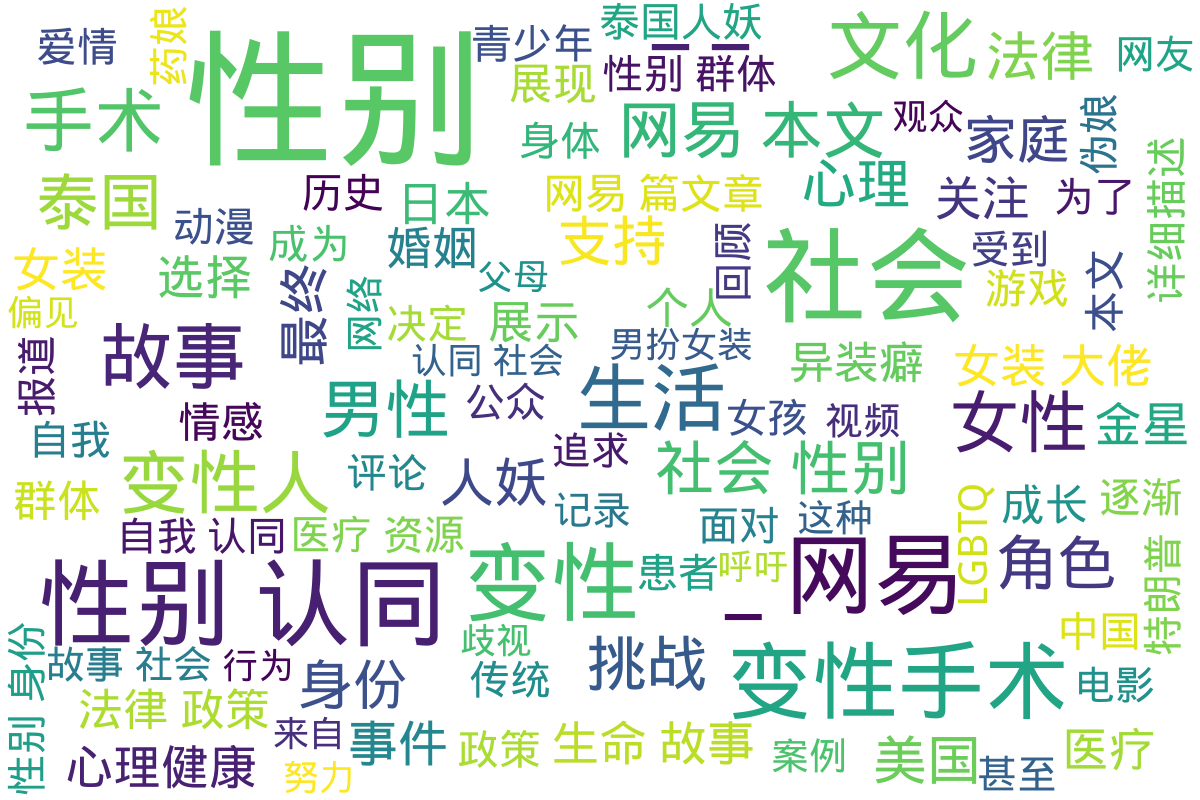 爱情
药娘
性别
青少年
泰国人妖
展现
性别 群体
文化
法律
网友
手术
身体
网易 本文
观众
家庭
伪娘
泰国
历史
日本
网易 篇文章
心理
关注
为了
详细描述
动漫
成为
婚姻
支持
回顾
社会
受到
女装
选择
父母
游戏
本文
偏见
最终
网络
决定
展示
个人
故事
认同 社会
男扮女装
异装癖
女装 大佬
报道
男性
公众
生活
女孩
视频
女性
金星
情感
自我
变性人
评论
人妖
追求
社会 性别
群体
记录
面对
这种
LGBTQ
成长
逐渐
自我 认同
医疗 资源
性别 认同
变性
患者
呼吁
网易
角色
特朗普
一
一 一
性别 身份
故事 社会
行为
身份
歧视
传统
挑战
变性手术
中国
电影
法律 政策
来自
事件
政策
生命 故事
案例
美国
医疗
心理健康
努力
甚至